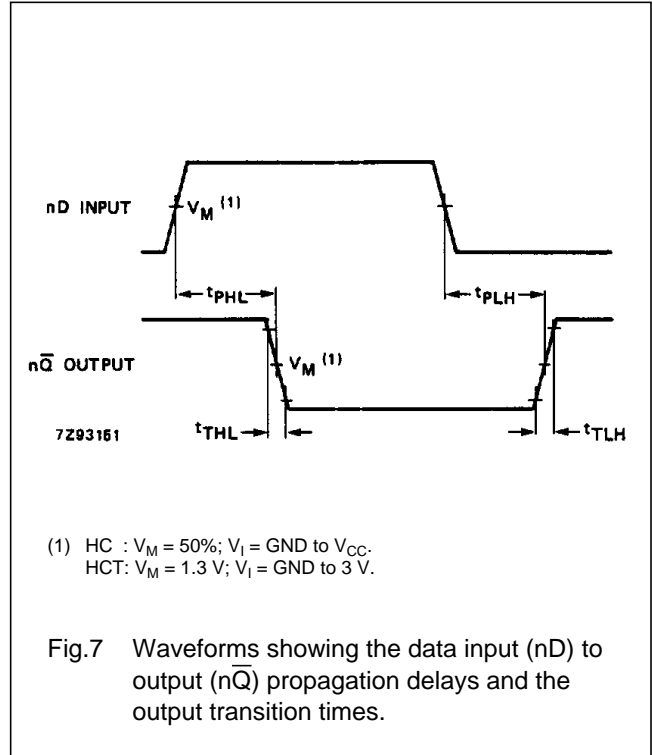 nD INPUT
V_M (1)
t_PHL
t_PLH
nQ̅ OUTPUT
V_M (1)
7Z93151
t_THL
t_TLH
(1) HC : V_M = 50%; V_I = GND to V_CC.
HCT: V_M = 1.3 V; V_I = GND to 3 V.
Fig.7 Waveforms showing the data input (nD) to
output (nQ̅) propagation delays and the
output transition times.